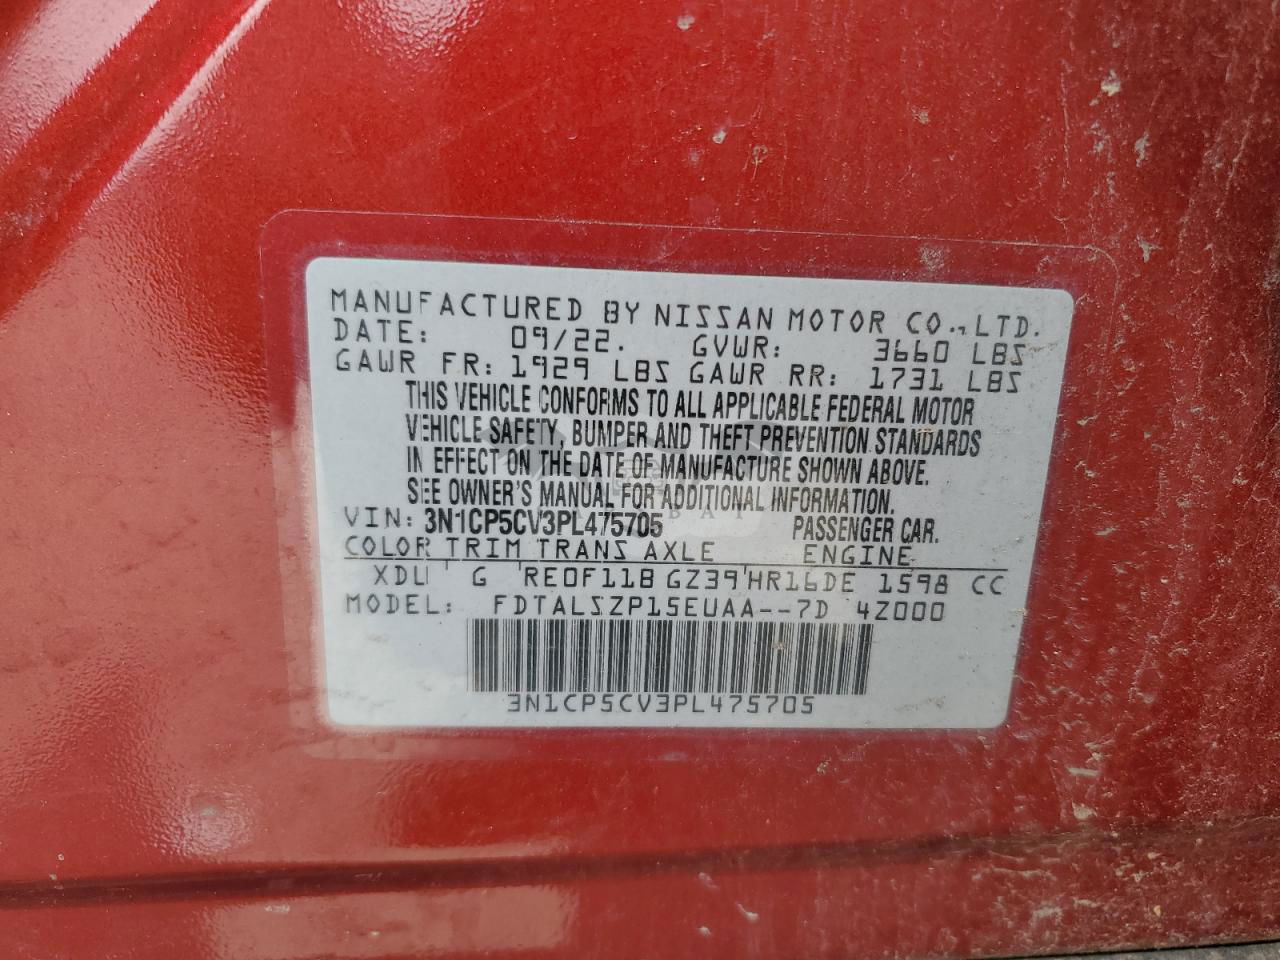 MANUFACTURED BY NISSAN MOTOR CO., LTD.
DATE: 09/22. GVWR: 3660 LBS
GAWR FR: 1929 LBS GAWR RR: 1731 LBS
THIS VEHICLE CONFORMS TO ALL APPLICABLE FEDERAL MOTOR
VEHICLE SAFETY, BUMPER AND THEFT PREVENTION STANDARDS
IN EFFECT ON THE DATE OF MANUFACTURE SHOWN ABOVE.
SEE OWNER'S MANUAL FOR ADDITIONAL INFORMATION.
VIN: 3N1CP5CV3PL475705 PASSENGER CAR.
COLOR TRIM TRANS AXLE ENGINE
G RE0F11B GZ39 HR16DE 1598 CC
MODEL: FDTALSZP15EUAA--7D 4Z000
3N1CP5CV3PL475705